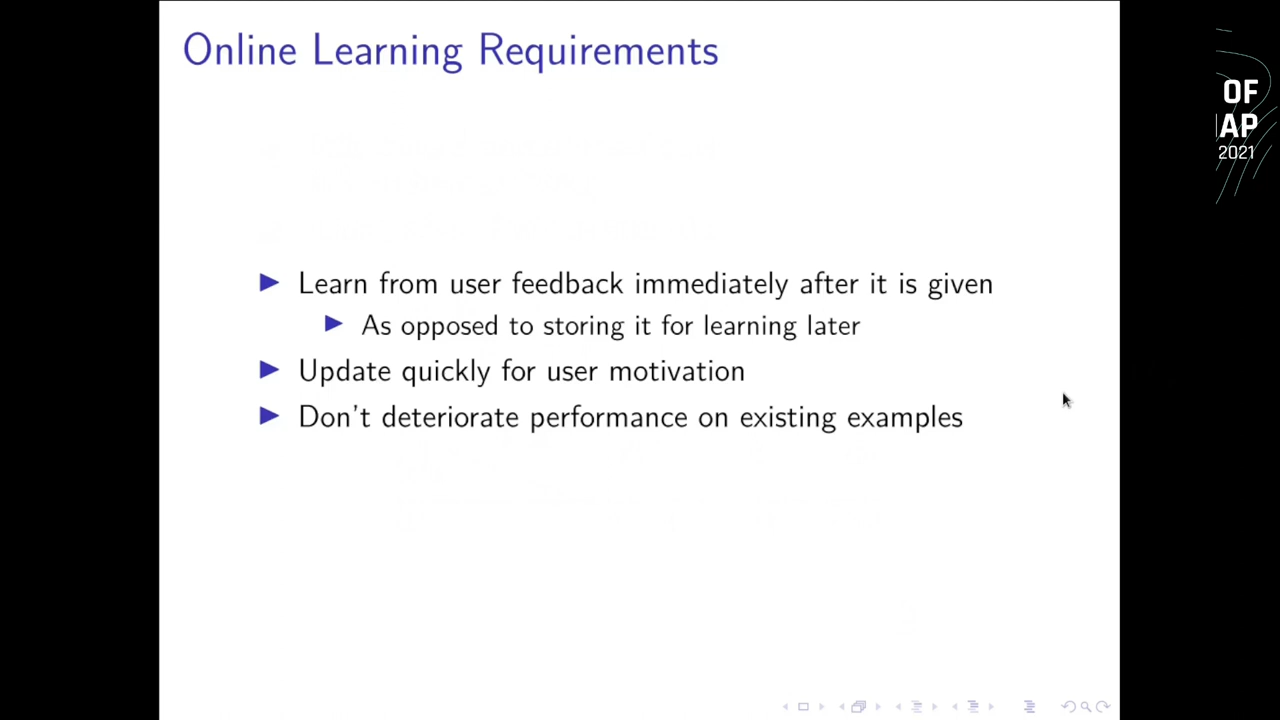 Online Learning Requirements
Learn from user feedback immediately after it is given
As opposed to storing it for learning later
Update quickly for user motivation
Don't deteriorate performance on existing examples
OF
AP
2021